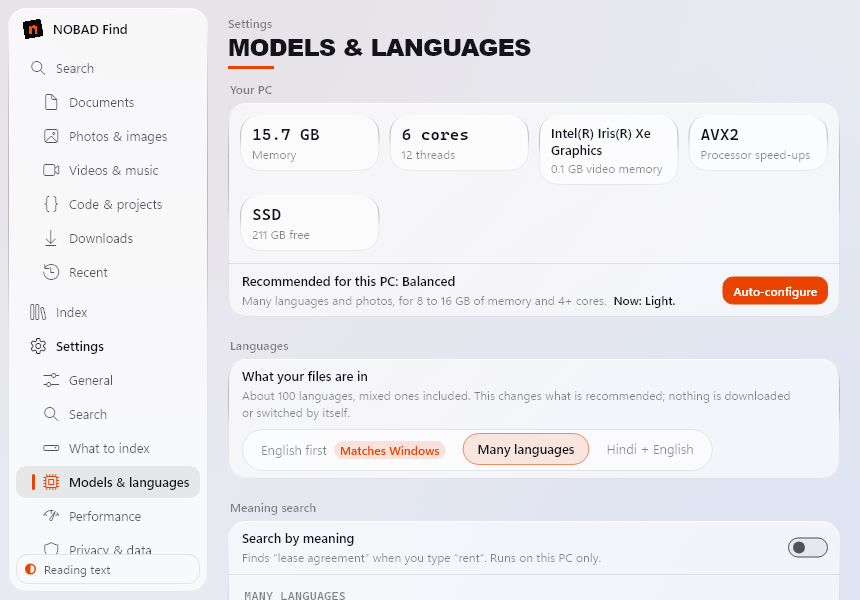 NOBAD Find
Search
Documents
Photos & images
Videos & music
Code & projects
Downloads
Recent
Index
Settings
General
Search
What to index
Models & languages
Performance
Privacy & data
Reading text
Settings
MODELS & LANGUAGES
Your PC
15.7 GB
Memory
6 cores
12 threads
Intel(R) Iris(R) Xe
Graphics
0.1 GB video memory
AVX2
Processor speed-ups
SSD
211 GB free
Recommended for this PC: Balanced
Many languages and photos, for 8 to 16 GB of memory and 4+ cores. Now: Light.
Auto-configure
Languages
What your files are in
About 100 languages, mixed ones included. This changes what is recommended; nothing is downloaded
or switched by itself.
English first Matches Windows Many languages Hindi + English
Meaning search
Search by meaning
Finds “lease agreement” when you type “rent”. Runs on this PC only.
MANY LANGUAGES